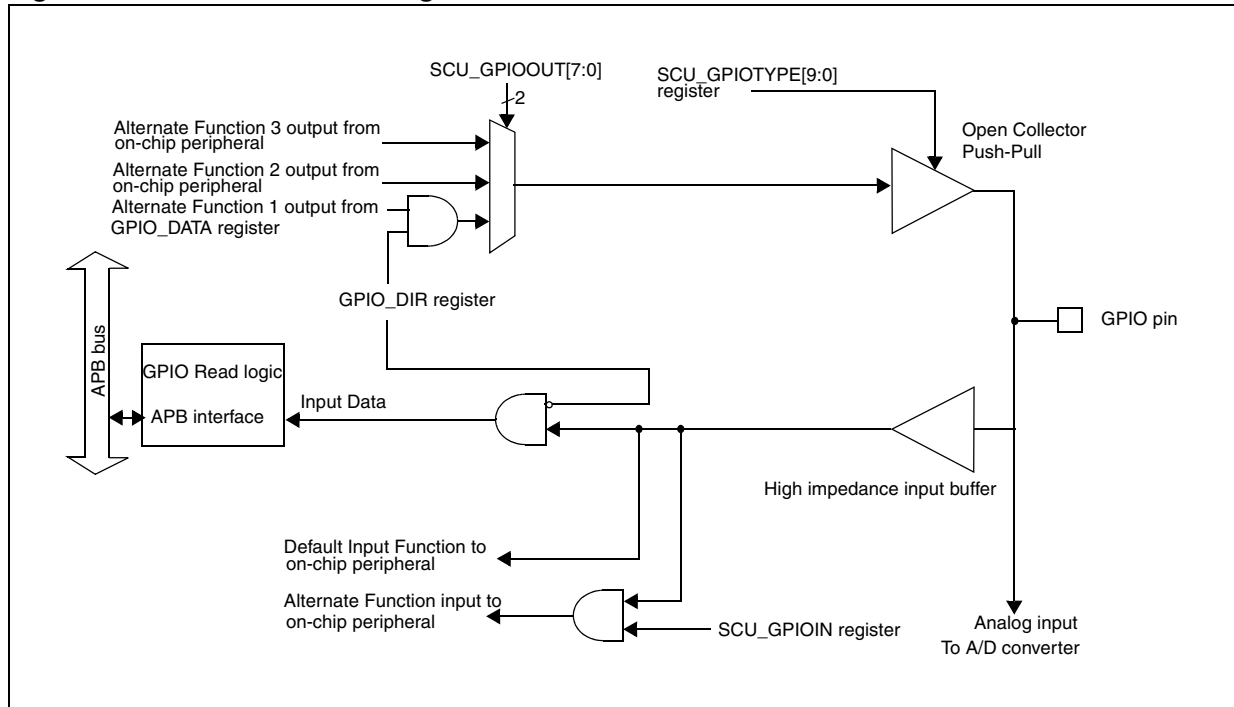 SCU_GPIOOUT[7:0]
2
SCU_GPIOTYPE[9:0]
register
Alternate Function 3 output from
on-chip peripheral
Open Collector
Push-Pull
Alternate Function 2 output from
on-chip peripheral
Alternate Function 1 output from
GPIO_DATA register
GPIO_DIR register
GPIO pin
APB bus
GPIO Read logic
APB interface
Input Data
High impedance input buffer
Default Input Function to
on-chip peripheral
Alternate Function input to
on-chip peripheral
SCU_GPIOIN register
Analog input
To A/D converter